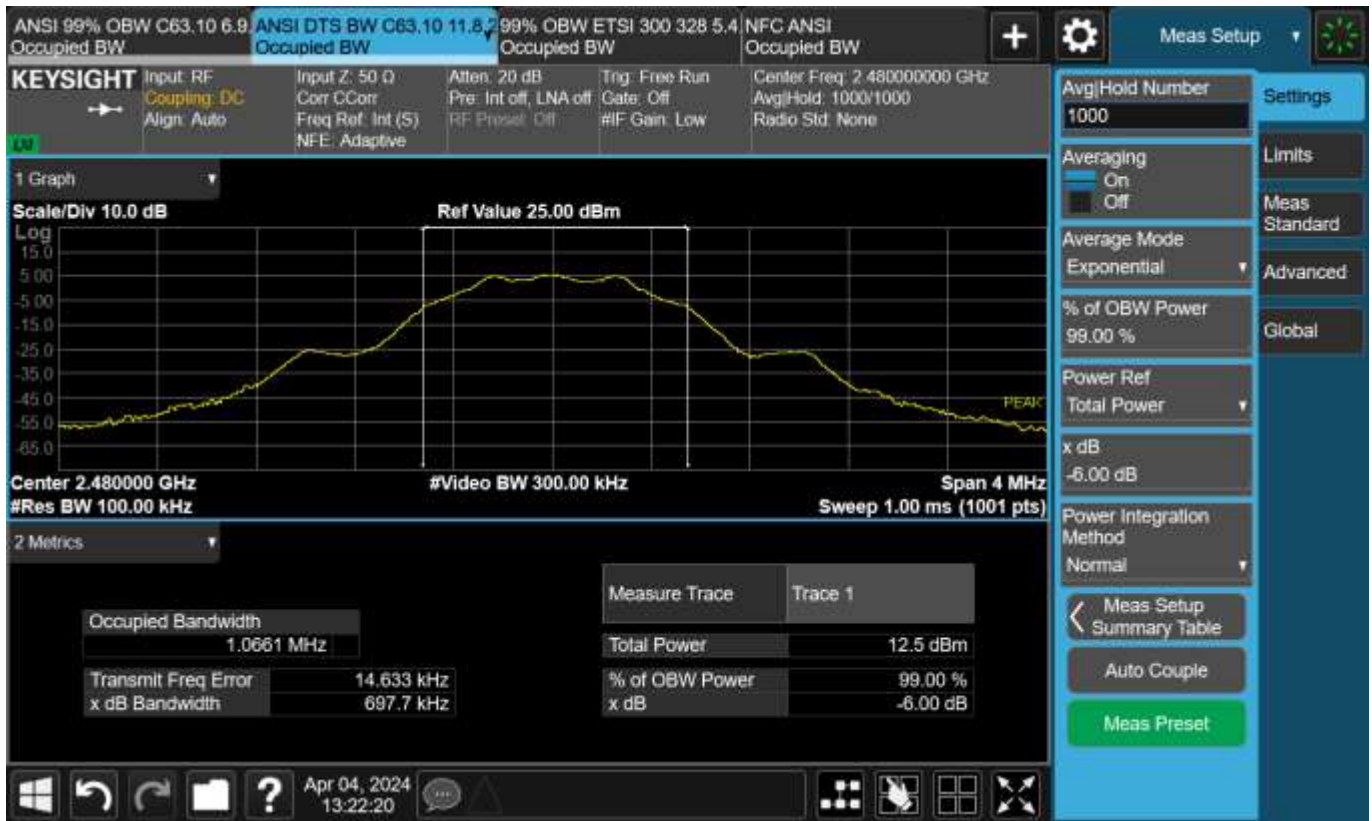 ANSI 99% OBW C63.10 6.9.
Occupied BW
ANSI DTS BW C63.10 11.8.2
Occupied BW
99% OBW ETSI 300 328 5.4
Occupied BW
NFC ANSI
Occupied BW
+
Meas Setup
KEYSIGHT
Input: RF
Coupling: DC
Align: Auto
Input Z: 50 Ω
Corr CCorr
Freq Ref: Int (S)
NFE: Adaptive
Atten: 20 dB
Pre: Int off, LNA off
RF Preset: Off
Trig: Free Run
Gate: Off
#IF Gain: Low
Center Freq: 2.480000000 GHz
Avg|Hold: 1000/1000
Radio Std: None
1 Graph
Scale/Div 10.0 dB
Ref Value 25.00 dBm
Log
15.0
5.00
-5.00
-15.0
-25.0
-35.0
-45.0
-55.0
-65.0
PEAK
Center 2.480000 GHz
#Video BW 300.00 kHz
Span 4 MHz
#Res BW 100.00 kHz
Sweep 1.00 ms (1001 pts)
2 Metrics
Occupied Bandwidth
1.0661 MHz
Transmit Freq Error 14.633 kHz
x dB Bandwidth 697.7 kHz
Measure Trace Trace 1
Total Power 12.5 dBm
% of OBW Power 99.00 %
x dB -6.00 dB
Avg|Hold Number
1000
Averaging
On
Off
Average Mode
Exponential
% of OBW Power
99.00 %
Power Ref
Total Power
x dB
-6.00 dB
Power Integration
Method
Normal
Meas Setup
Summary Table
Auto Couple
Meas Preset
Settings
Limits
Meas
Standard
Advanced
Global
?
Apr 04, 2024
13:22:20